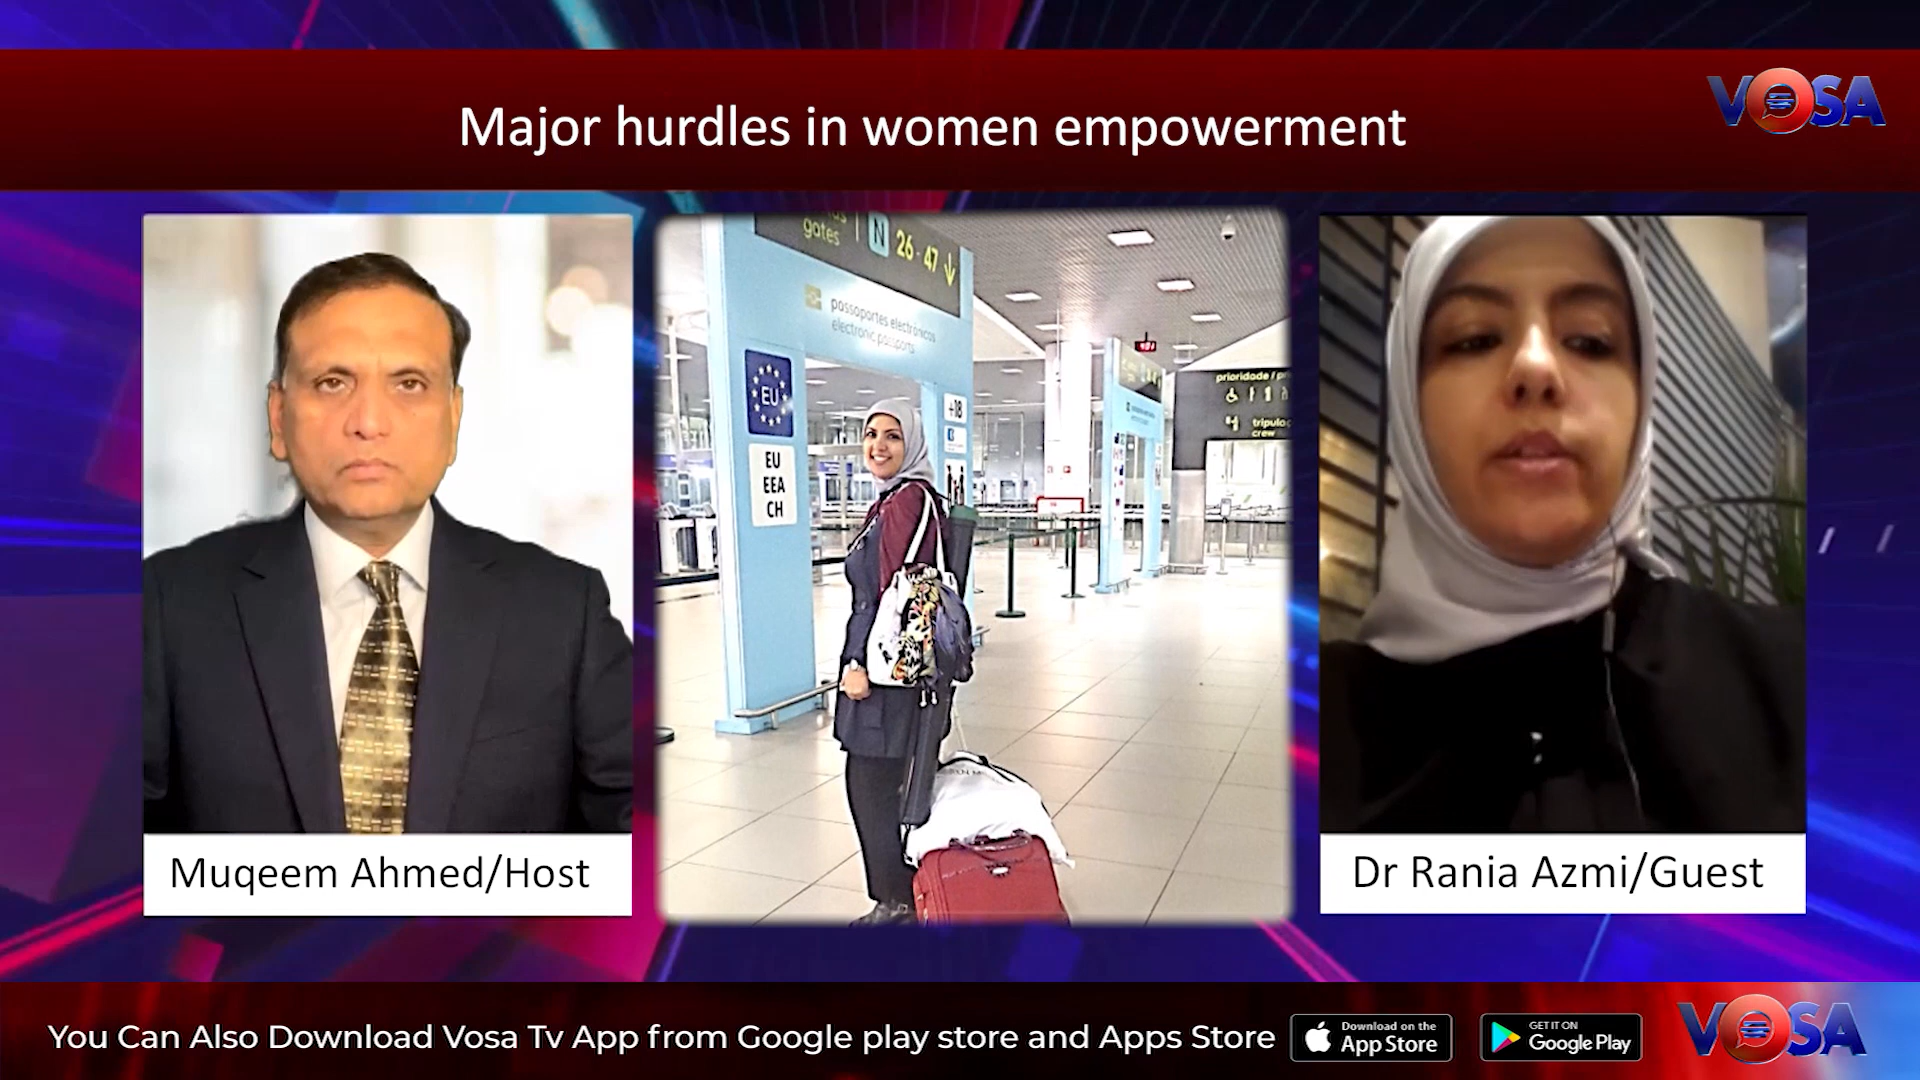 Major hurdles in women empowerment
VOSA
gates
N
26 - 47
passaportes electrónicos
electronic passports
EU
EU
EEA
CH
+18
prioridade /
crew
Muqeem Ahmed/Host
Dr Rania Azmi/Guest
You Can Also Download Vosa Tv App from Google play store and Apps Store
Download on the
App Store
GET IT ON
Google Play
VOSA